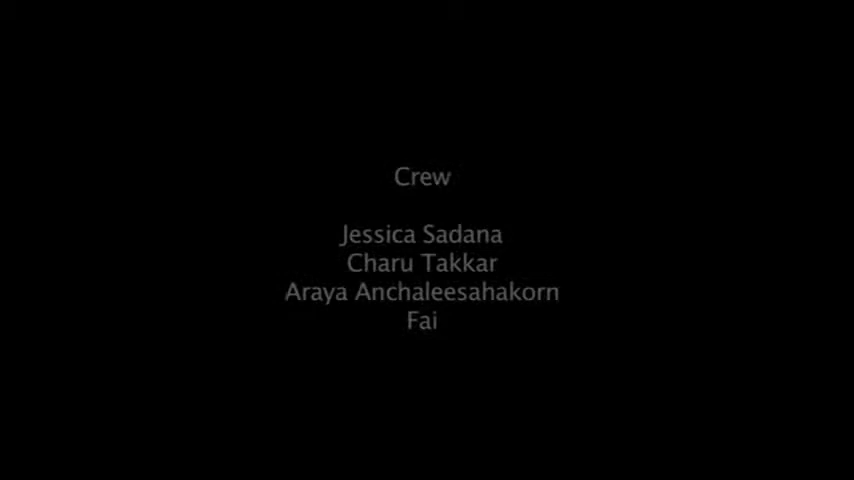 Crew
Jessica Sadana
Charu Takkar
Araya Anchaleesahakorn
Fai